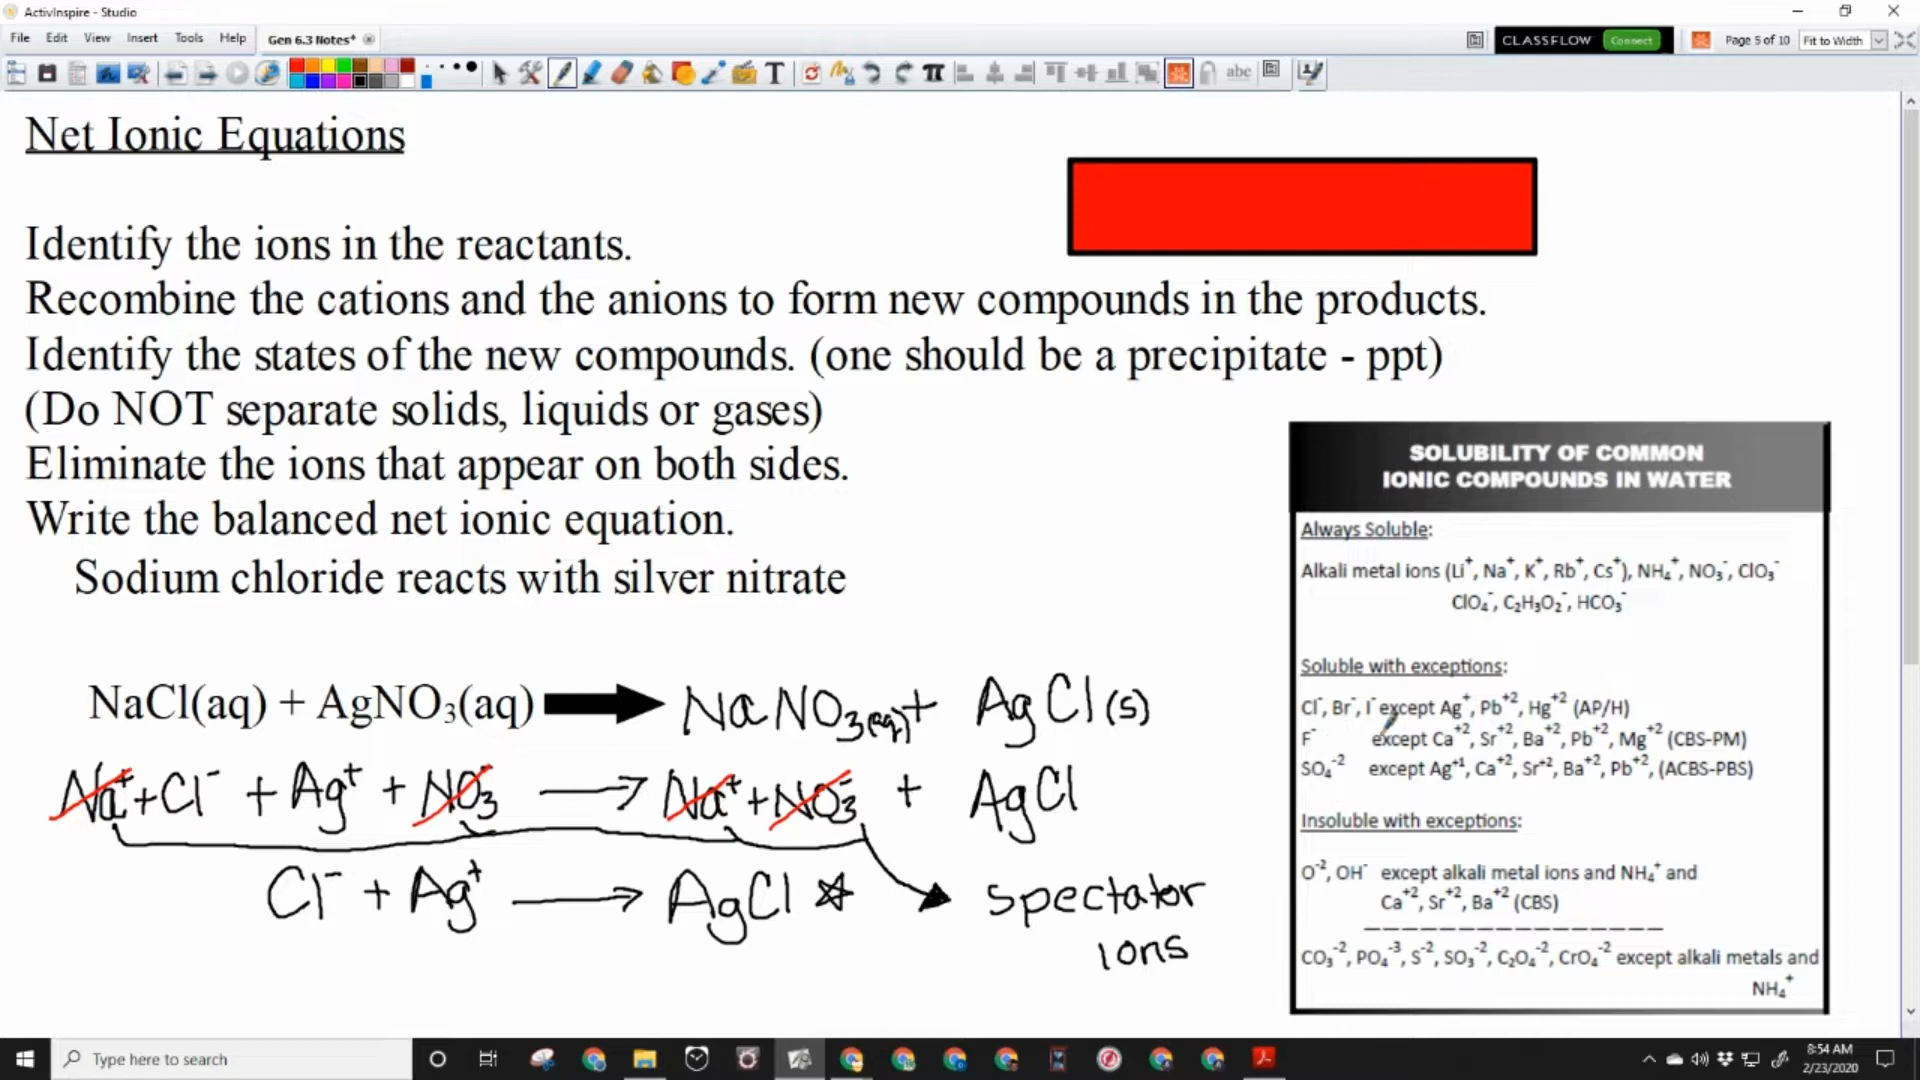 ActivInspire - Studio
File Edit View Insert Tools Help Gen 6.3 Notes* CLASSFLOW Connect Page 5 of 10 Fit to Width
T π abc
Net Ionic Equations
Identify the ions in the reactants.
Recombine the cations and the anions to form new compounds in the products.
Identify the states of the new compounds. (one should be a precipitate - ppt)
(Do NOT separate solids, liquids or gases)
Eliminate the ions that appear on both sides.
Write the balanced net ionic equation.
Sodium chloride reacts with silver nitrate
NaCl(aq) + AgNO₃(aq) ➡ NaNO₃(aq) + AgCl(s)
Na⁺ + Cl⁻ + Ag⁺ + NO₃⁻ → Na⁺ + NO₃⁻ + AgCl
Cl⁻ + Ag⁺ → AgCl ☆
spectator
ions
SOLUBILITY OF COMMON
IONIC COMPOUNDS IN WATER
Always Soluble:
Alkali metal ions (Li⁺, Na⁺, K⁺, Rb⁺, Cs⁺), NH₄⁺, NO₃⁻, ClO₃⁻
ClO₄⁻, C₂H₃O₂⁻, HCO₃⁻
Soluble with exceptions:
Cl⁻, Br⁻, I⁻ except Ag⁺, Pb⁺², Hg⁺² (AP/H)
F⁻ except Ca⁺², Sr⁺², Ba⁺², Pb⁺², Mg⁺² (CBS-PM)
SO₄⁻² except Ag⁺¹, Ca⁺², Sr⁺², Ba⁺², Pb⁺², (ACBS-PBS)
Insoluble with exceptions:
O⁻², OH⁻ except alkali metal ions and NH₄⁺ and
Ca⁺², Sr⁺², Ba⁺² (CBS)
CO₃⁻², PO₄⁻³, S⁻², SO₃⁻², C₂O₄⁻², CrO₄⁻² except alkali metals and
NH₄⁺
Type here to search
8:54 AM
2/23/2020